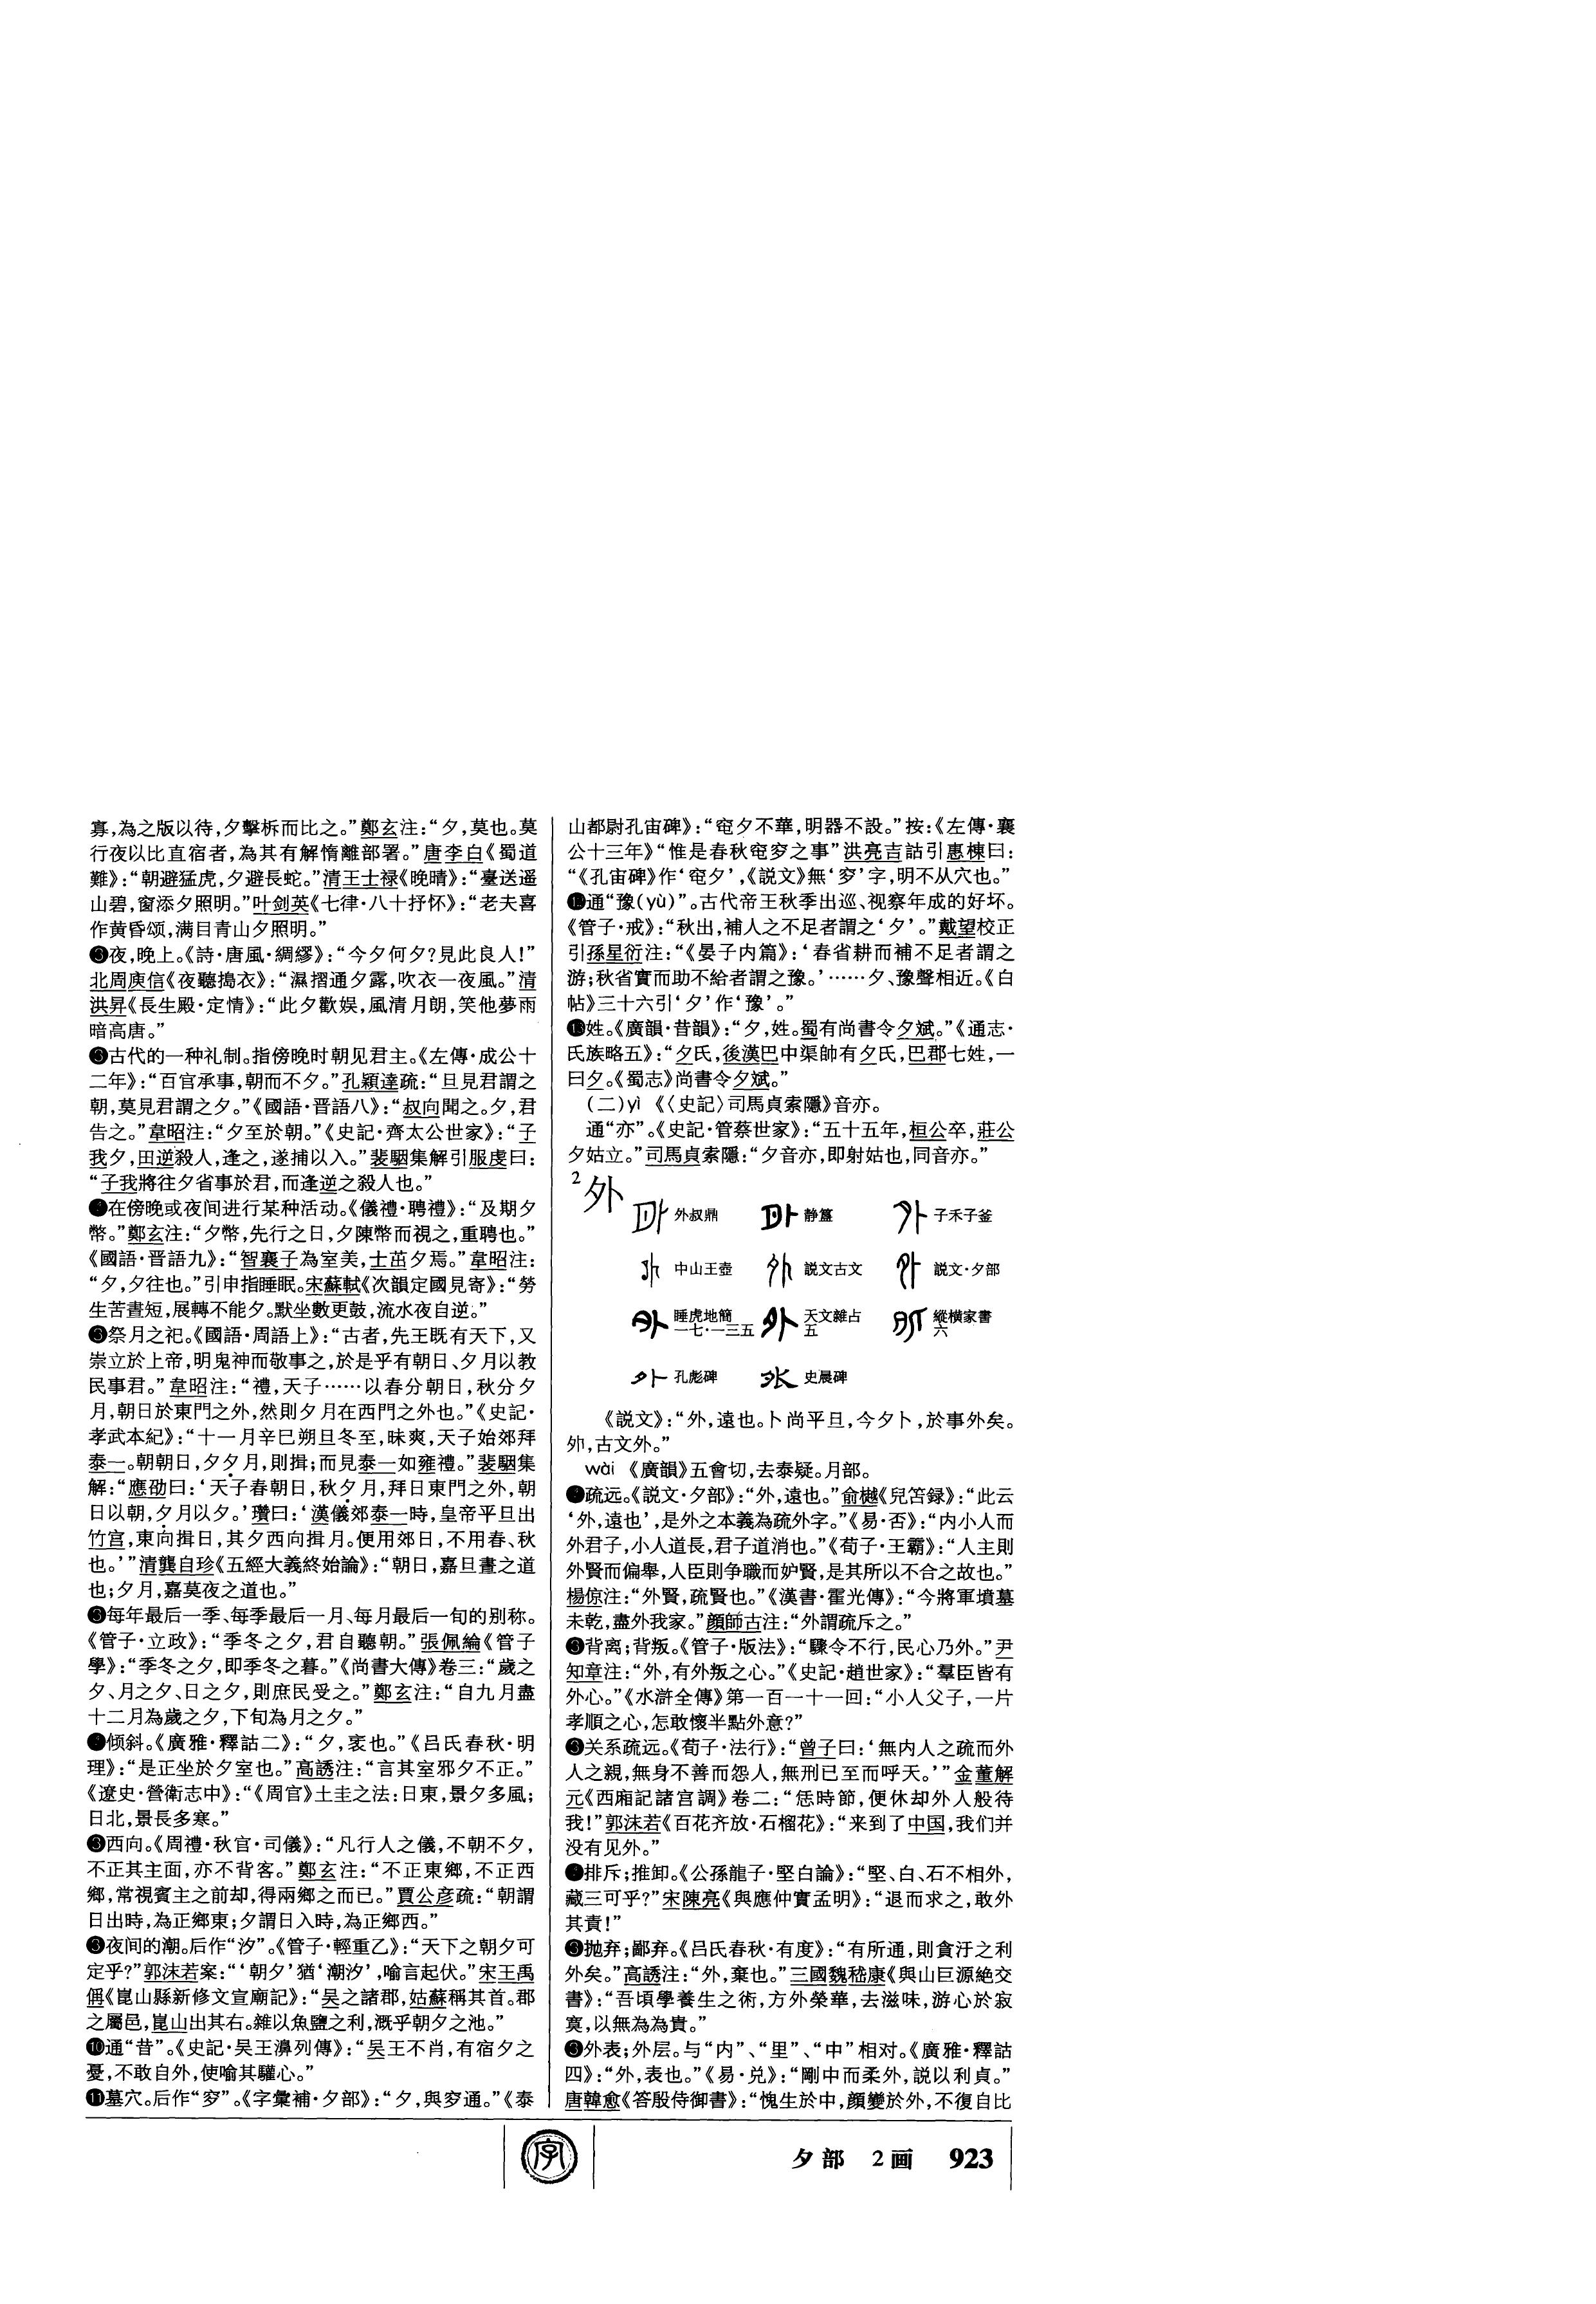 寡,為之版以待,夕擊柝而比之。”鄭玄注:“夕,莫也。莫
行夜以比直宿者,為其有解惰離部署。”唐李白《蜀道
難》:“朝避猛虎,夕避長蛇。”清王士禄《晚晴》:“臺送遥
山碧,窗添夕照明。”叶剑英《七律·八十抒怀》:“老夫喜
作黄昏颂,满目青山夕照明。”
❸夜,晚上。《詩·唐風·綢繆》:“今夕何夕?見此良人!”
北周庾信《夜聽搗衣》:“濕摺通夕露,吹衣一夜風。”清
洪昇《長生殿·定情》:“此夕歡娱,風清月朗,笑他夢雨
暗高唐。”
❸古代的一种礼制。指傍晚时朝见君主。《左傳·成公十
二年》:“百官承事,朝而不夕。”孔穎達疏:“旦見君謂之
朝,莫見君謂之夕。”《國語·晋語八》:“叔向聞之。夕,君
告之。”韋昭注:“夕至於朝。”《史記·齊太公世家》:“子
我夕,田逆殺人,逢之,遂捕以入。”裴駰集解引服虔曰:
“子我將往夕省事於君,而逢逆之殺人也。”
在傍晚或夜间进行某种活动。《儀禮·聘禮》:“及期夕
幣。”鄭玄注:“夕幣,先行之日,夕陳幣而視之,重聘也。”
《國語·晋語九》:“智襄子為室美,士茁夕焉。”韋昭注:
“夕,夕往也。”引申指睡眠。宋蘇軾《次韻定國見寄》:“勞
生苦晝短,展轉不能夕。默坐數更鼓,流水夜自逆。”
❸祭月之祀。《國語·周語上》:“古者,先王既有天下,又
崇立於上帝,明鬼神而敬事之,於是乎有朝日、夕月以教
民事君。”韋昭注:“禮,天子……以春分朝日,秋分夕
月,朝日於東門之外,然則夕月在西門之外也。”《史記·
孝武本紀》:“十一月辛巳朔旦冬至,昧爽,天子始郊拜
泰一。朝朝日,夕夕月,則揖;而見泰一如雍禮。”裴駰集
解:“應劭曰:‘天子春朝日,秋夕月,拜日東門之外,朝
日以朝,夕月以夕。’瓚曰:‘漢儀郊泰一時,皇帝平旦出
竹宫,東向揖日,其夕西向揖月。便用郊日,不用春、秋
也。’”清龔自珍《五經大義終始論》:“朝日,嘉旦晝之道
也;夕月,嘉莫夜之道也。”
❸每年最后一季、每季最后一月、每月最后一旬的别称。
《管子·立政》:“季冬之夕,君自聽朝。”張佩綸《管子
學》:“季冬之夕,即季冬之暮。”《尚書大傳》卷三:“歲之
夕、月之夕、日之夕,則庶民受之。”鄭玄注:“自九月盡
十二月為歲之夕,下旬為月之夕。”
倾斜。《廣雅·釋詁二》:“夕,衺也。”《吕氏春秋·明
理》:“是正坐於夕室也。”高誘注:“言其室邪夕不正。”
《遼史·營衛志中》:“《周官》土圭之法:日東,景夕多風;
日北,景長多寒。”
❸西向。《周禮·秋官·司儀》:“凡行人之儀,不朝不夕,
不正其主面,亦不背客。”鄭玄注:“不正東鄉,不正西
鄉,常視賓主之前却,得兩鄉之而已。”賈公彦疏:“朝謂
日出時,為正鄉東;夕謂日入時,為正鄉西。”
❸夜间的潮。后作“汐”。《管子·輕重乙》:“天下之朝夕可
定乎?”郭沫若案:“‘朝夕’猶‘潮汐’,喻言起伏。”宋王禹
偁《崑山縣新修文宣廟記》:“吴之諸郡,姑蘇稱其首。郡
之屬邑,崑山出其右。雜以魚鹽之利,溉乎朝夕之池。”
❿通“昔”。《史記·吴王濞列傳》:“吴王不肖,有宿夕之
憂,不敢自外,使喻其驩心。”
⓫墓穴。后作“穸”。《字彙補·夕部》:“夕,與穸通。”《泰
山都尉孔宙碑》:“窀夕不華,明器不設。”按:《左傳·襄
公十三年》“惟是春秋窀穸之事”洪亮吉詁引惠棟曰:
“《孔宙碑》作‘窀夕’,《説文》無‘穸’字,明不从穴也。”
通“豫(yù)”。古代帝王秋季出巡、视察年成的好坏。
《管子·戒》:“秋出,補人之不足者謂之‘夕’。”戴望校正
引孫星衍注:“《晏子内篇》:‘春省耕而補不足者謂之
游;秋省實而助不給者謂之豫。’……夕、豫聲相近。《白
帖》三十六引‘夕’作‘豫’。”
⓭姓。《廣韻·昔韻》:“夕,姓。蜀有尚書令夕斌。”《通志·
氏族略五》:“夕氏,後漢巴中渠帥有夕氏,巴郡七姓,一
曰夕。《蜀志》尚書令夕斌。”
(二)yì 《〈史記〉司馬貞索隱》音亦。
通“亦”。《史記·管蔡世家》:“五十五年,桓公卒,莊公
夕姑立。”司馬貞索隱:“夕音亦,即射姑也,同音亦。”
2外
外叔鼎 静簋 子禾子釜
中山王壺 説文古文 説文·夕部
睡虎地簡一七·一三五 天文雜占五 縱横家書六
孔彪碑 史晨碑
《説文》:“外,遠也。卜尚平旦,今夕卜,於事外矣。
外,古文外。”
wài 《廣韻》五會切,去泰疑。月部。
疏远。《説文·夕部》:“外,遠也。”俞樾《兒笘録》:“此云
‘外,遠也’,是外之本義為疏外字。”《易·否》:“内小人而
外君子,小人道長,君子道消也。”《荀子·王霸》:“人主則
外賢而偏舉,人臣則争職而妒賢,是其所以不合之故也。”
楊倞注:“外賢,疏賢也。”《漢書·霍光傳》:“今將軍墳墓
未乾,盡外我家。”顔師古注:“外謂疏斥之。”
❸背离;背叛。《管子·版法》:“驟令不行,民心乃外。”尹
知章注:“外,有外叛之心。”《史記·趙世家》:“羣臣皆有
外心。”《水滸全傳》第一百一十一回:“小人父子,一片
孝順之心,怎敢懷半點外意?”
❸关系疏远。《荀子·法行》:“曾子曰:‘無内人之疏而外
人之親,無身不善而怨人,無刑已至而呼天。’”金董解
元《西厢記諸宫調》卷二:“恁時節,便休却外人般待
我!”郭沫若《百花齐放·石榴花》:“来到了中国,我们并
没有见外。”
排斥;推卸。《公孫龍子·堅白論》:“堅、白、石不相外,
藏三可乎?”宋陳亮《與應仲實孟明》:“退而求之,敢外
其責!”
❸抛弃;鄙弃。《吕氏春秋·有度》:“有所通,則貪汙之利
外矣。”高誘注:“外,棄也。”三國魏嵇康《與山巨源絶交
書》:“吾頃學養生之術,方外榮華,去滋味,游心於寂
寞,以無為為貴。”
❸外表;外层。与“内”、“里”、“中”相对。《廣雅·釋詁
四》:“外,表也。”《易·兑》:“剛中而柔外,説以利貞。”
唐韓愈《答殷侍御書》:“愧生於中,顔變於外,不復自比
字
夕部 2画 923